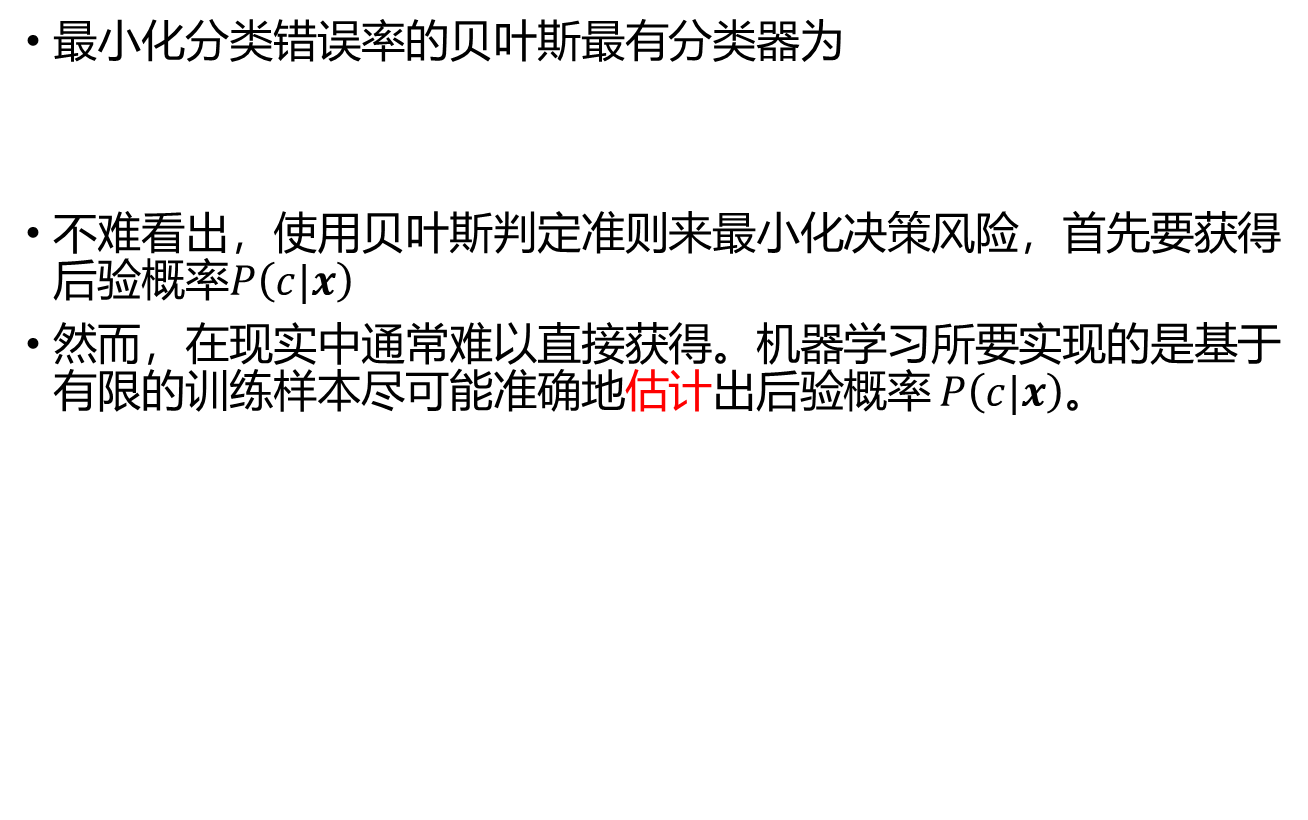 • 最小化分类错误率的贝叶斯最有分类器为
• 不难看出，使用贝叶斯判定准则来最小化决策风险，首先要获得
后验概率P(c|x)
• 然而，在现实中通常难以直接获得。机器学习所要实现的是基于
有限的训练样本尽可能准确地估计出后验概率 P(c|x)。